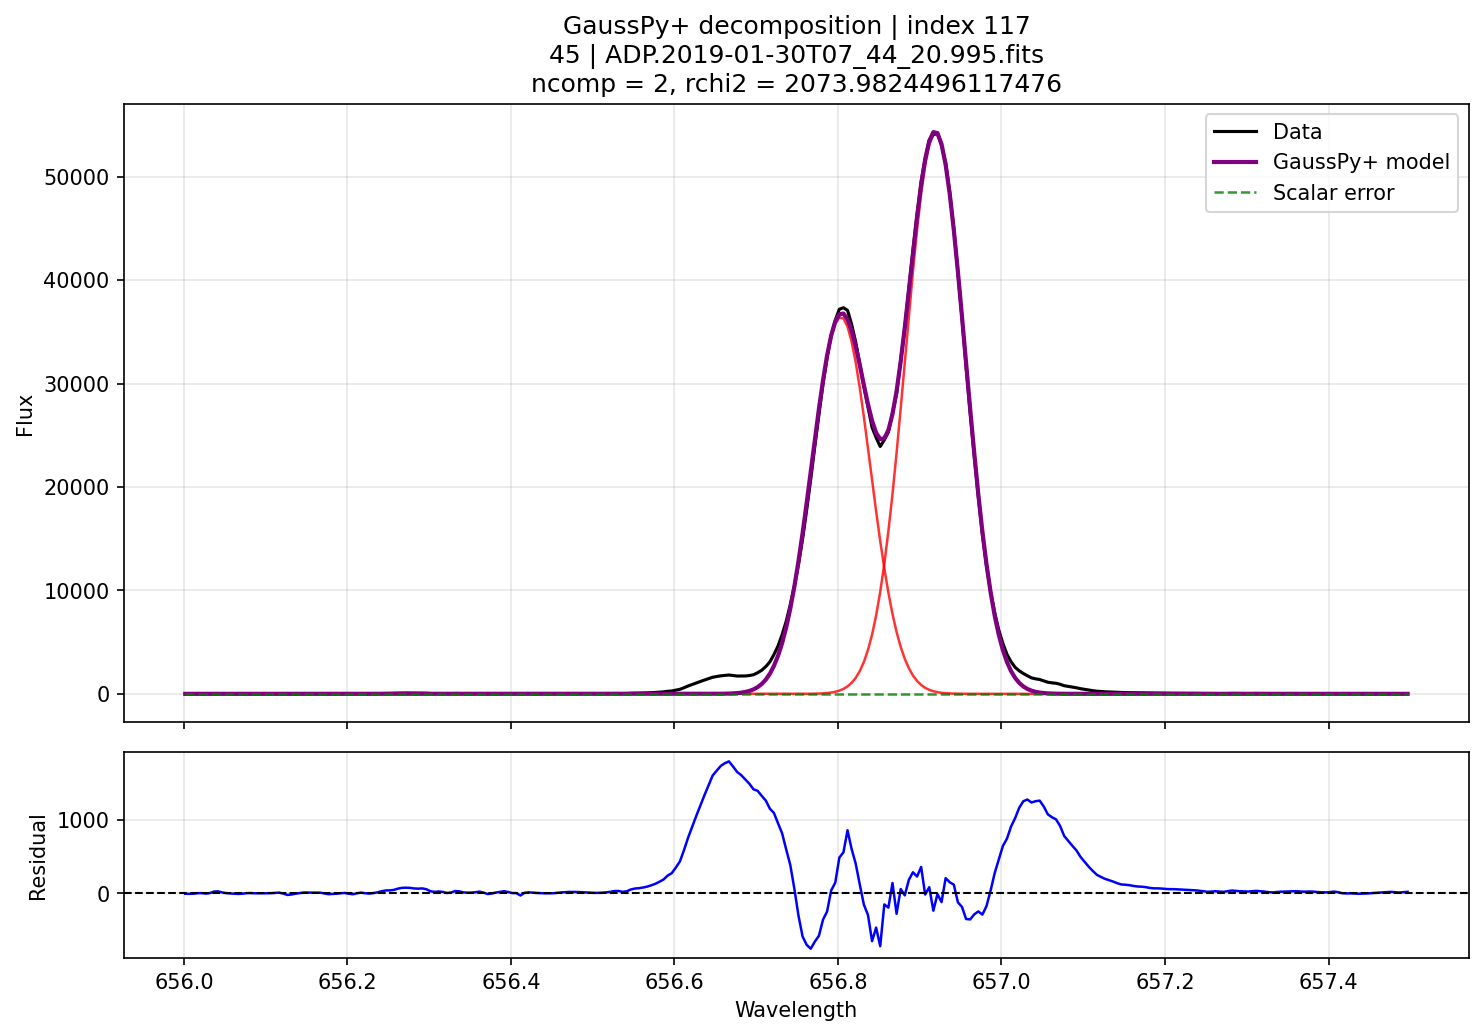 GaussPy+ decomposition | index 117
45 | ADP.2019-01-30T07_44_20.995.fits
ncomp = 2, rchi2 = 2073.9824496117476
Data
GaussPy+ model
Scalar error
Flux
50000
40000
30000
20000
10000
0
Residual
1000
0
656.0 656.2 656.4 656.6 656.8 657.0 657.2 657.4
Wavelength